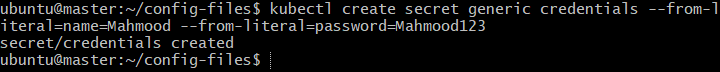 ubuntu@master:~/config-files$ kubectl create secret generic credentials --from-l
iteral=name=Mahmood --from-literal=password=Mahmood123
secret/credentials created
ubuntu@master:~/config-files$